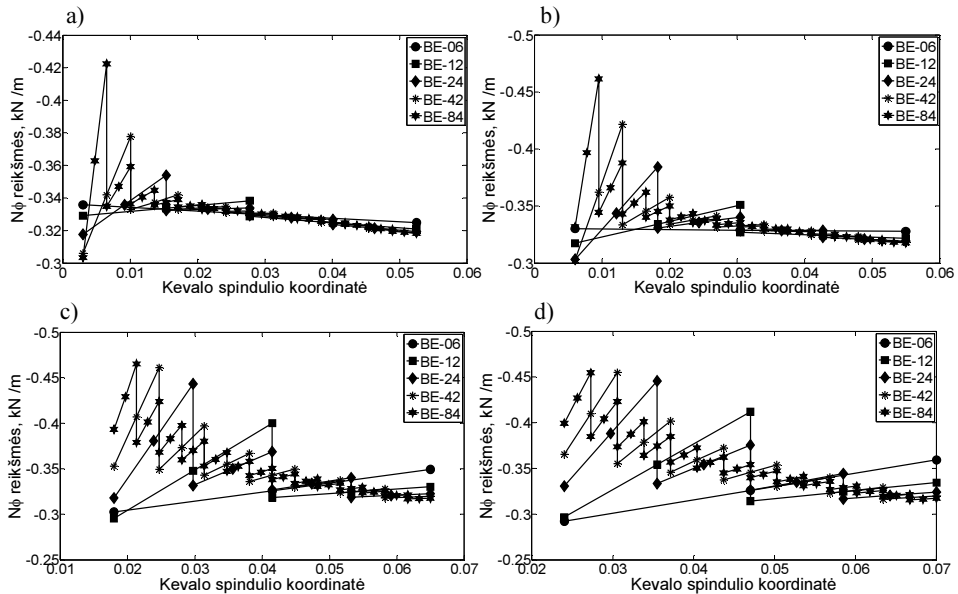 a)
-0.44
-0.42
-0.4
-0.38
-0.36
-0.34
-0.32
-0.3
Nϕ reikšmės, kN /m
0
0.01
0.02
0.03
0.04
0.05
0.06
Kevalo spindulio koordinatė
BE-06
BE-12
BE-24
BE-42
BE-84
b)
-0.5
-0.45
-0.4
-0.35
-0.3
Nϕ reikšmės, kN /m
0
0.01
0.02
0.03
0.04
0.05
0.06
Kevalo spindulio koordinatė
BE-06
BE-12
BE-24
BE-42
BE-84
c)
-0.5
-0.45
-0.4
-0.35
-0.3
-0.25
Nϕ reikšmės, kN /m
0.01
0.02
0.03
0.04
0.05
0.06
0.07
Kevalo spindulio koordinatė
BE-06
BE-12
BE-24
BE-42
BE-84
d)
-0.5
-0.45
-0.4
-0.35
-0.3
-0.25
Nϕ reikšmės, kN /m
0.02
0.03
0.04
0.05
0.06
0.07
Kevalo spindulio koordinatė
BE-06
BE-12
BE-24
BE-42
BE-84